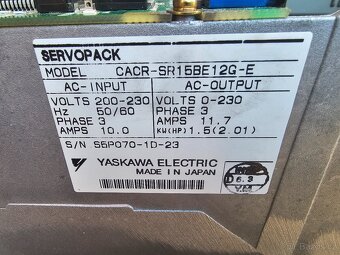 SERVOPACK
MODEL CACR-SR15BE12G-E
AC-INPUT AC-OUTPUT
VOLTS 200-230 VOLTS 0-230
Hz 50/60 PHASE 3
PHASE 3 AMPS 11.7
AMPS 10.0 KW(HP) 1.5(2.01)
S/N S5P070-1D-23
YASKAWA ELECTRIC
MADE IN JAPAN